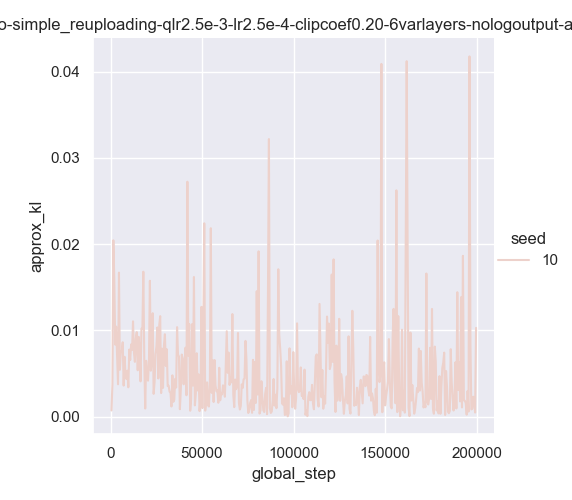 o-simple_reuploading-qlr2.5e-3-lr2.5e-4-clipcoef0.20-6varlayers-nologoutput-a
0.04
0.03
0.02
0.01
0.00
approx_kl
0
50000
100000
150000
200000
global_step
seed
10